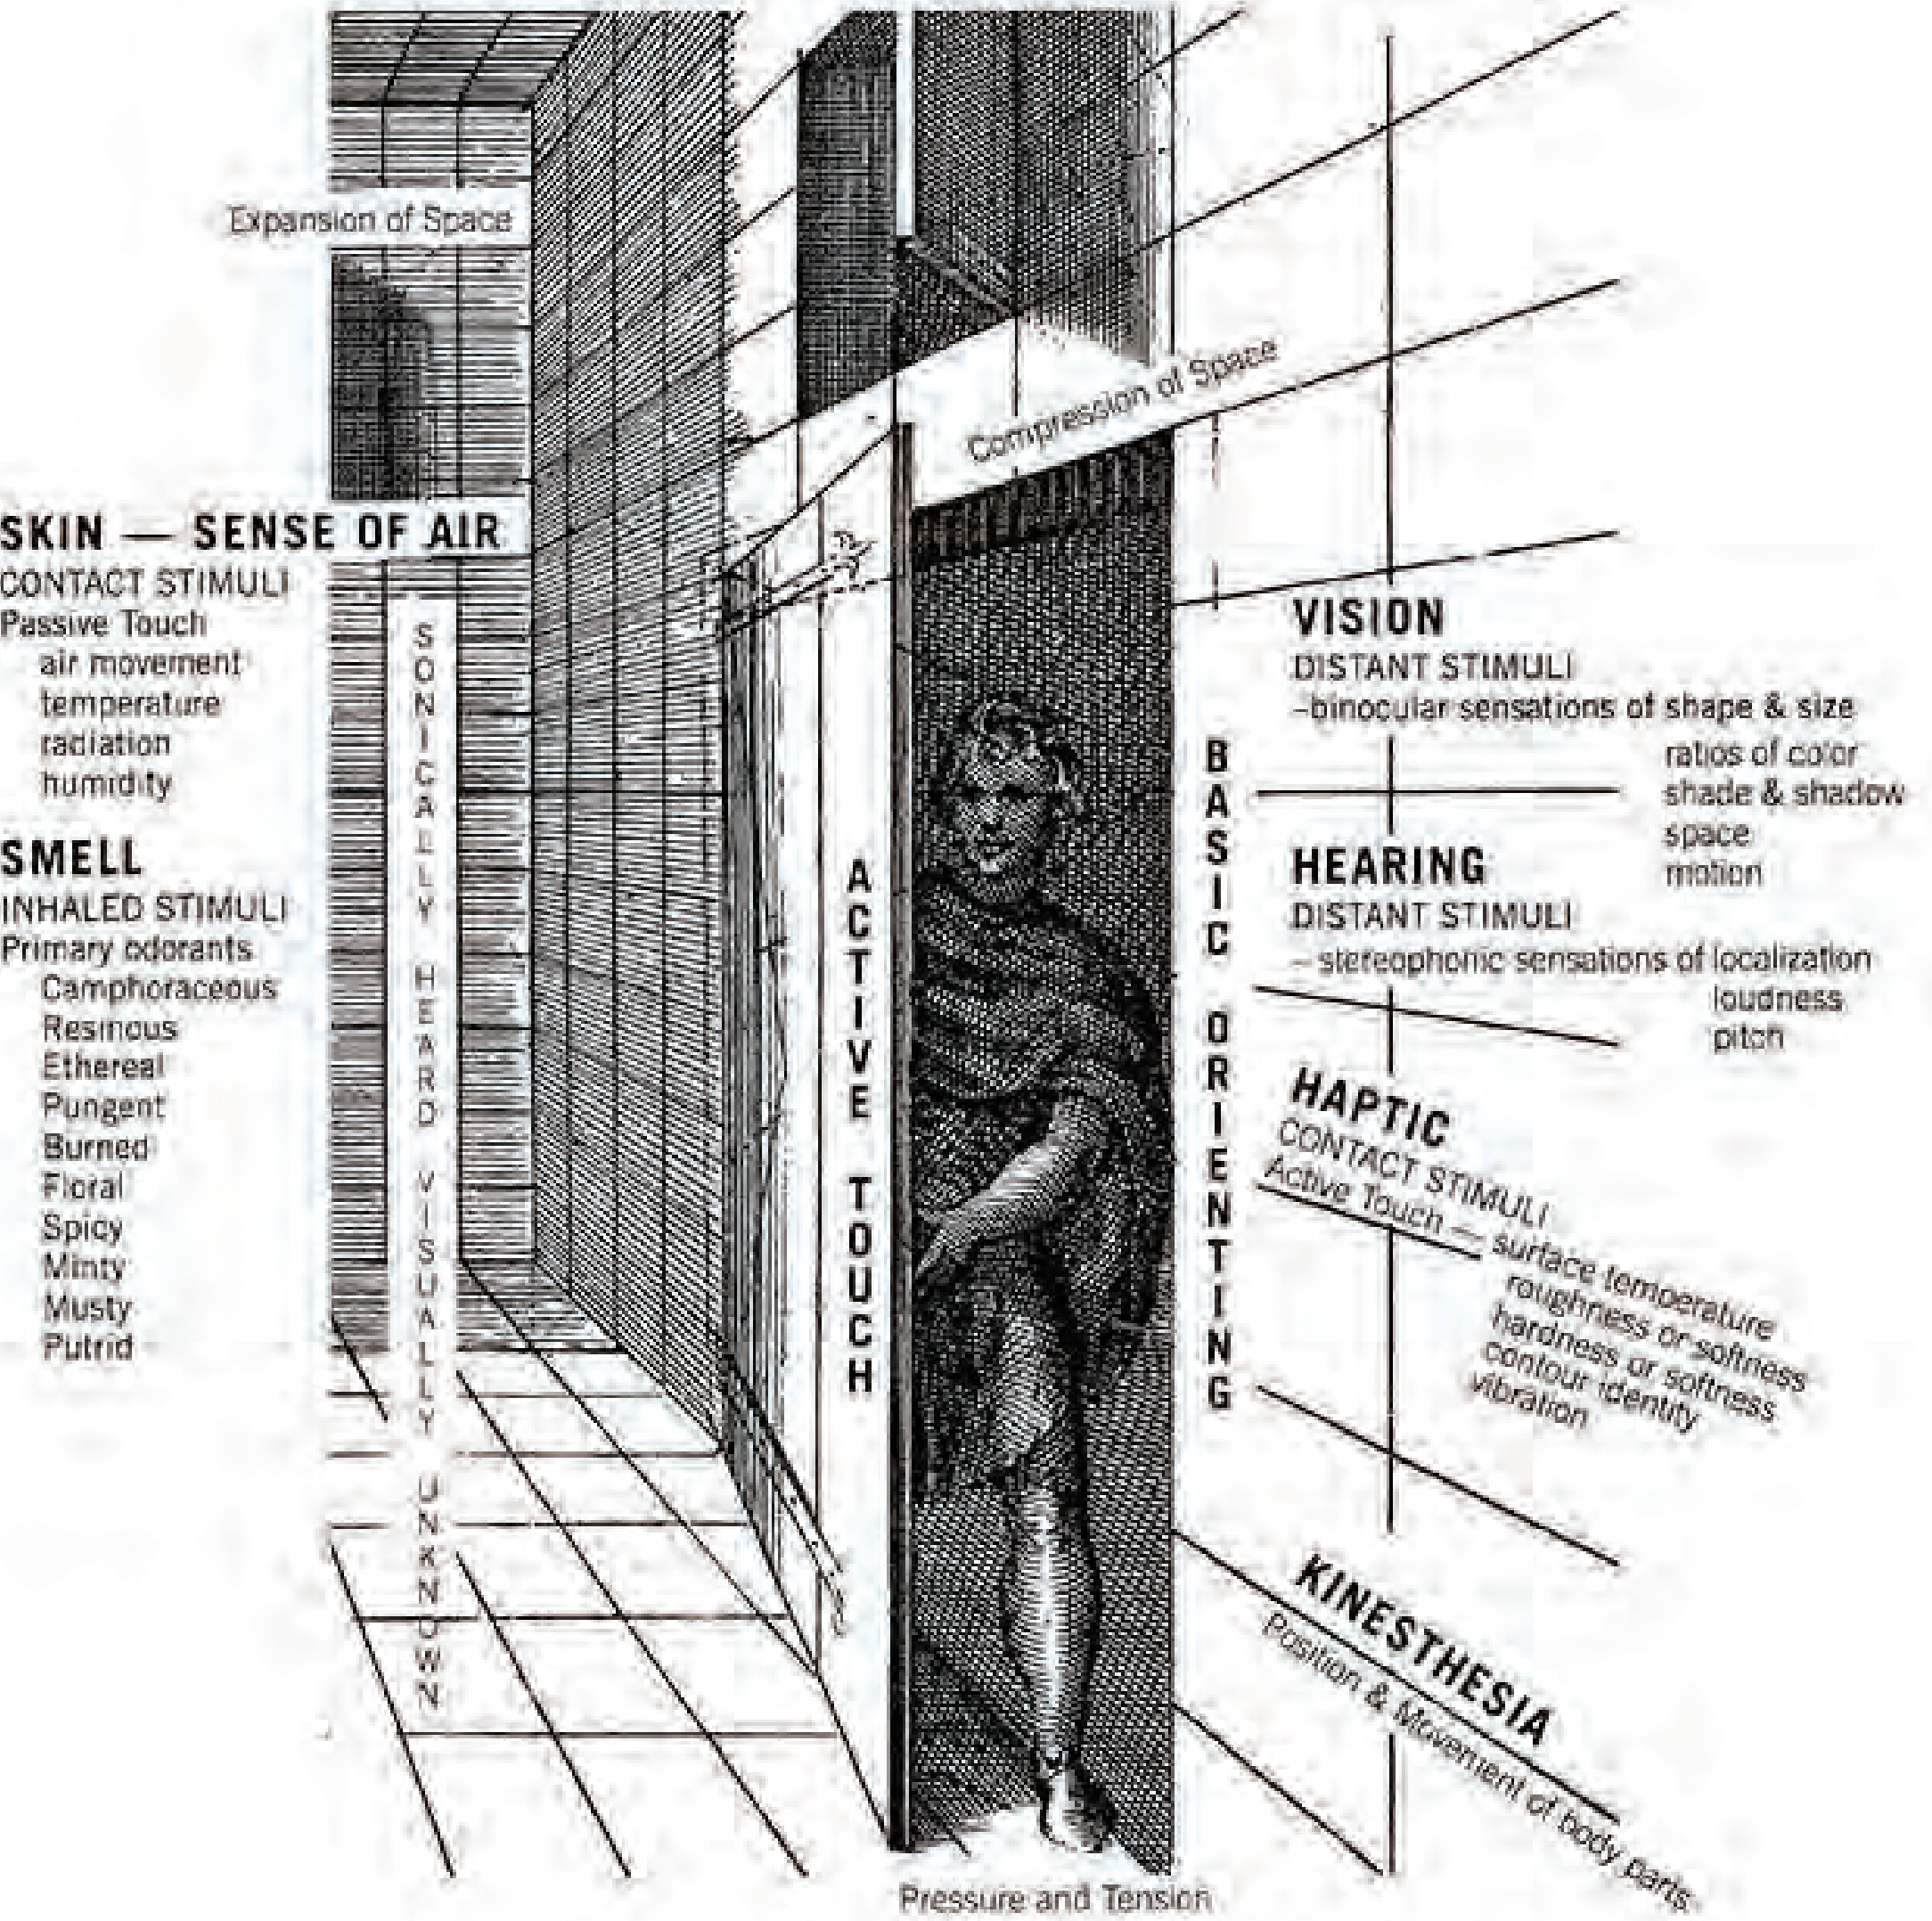 Expansion of Space
Compression of Space
SKIN — SENSE OF AIR
CONTACT STIMULI
Passive Touch
air movement
temperature
radiation
humidity
SMELL
INHALED STIMULI
Primary odorants
Camphoraceous
Resinous
Ethereal
Pungent
Burned
Floral
Spicy
Minty
Musty
Putrid
SONICALLY HEARD VISUALLY UNKNOWN
ACTIVE TOUCH
BASIC ORIENTING
VISION
DISTANT STIMULI
-binocular sensations of shape & size
ratios of color
shade & shadow
space
motion
HEARING
DISTANT STIMULI
- stereophonic sensations of localization
loudness
pitch
HAPTIC
CONTACT STIMULI
Active Touch — surface temperature
roughness or softness
hardness or softness
contour identity
vibration
KINESTHESIA
Position & Movement of body parts
Pressure and Tension